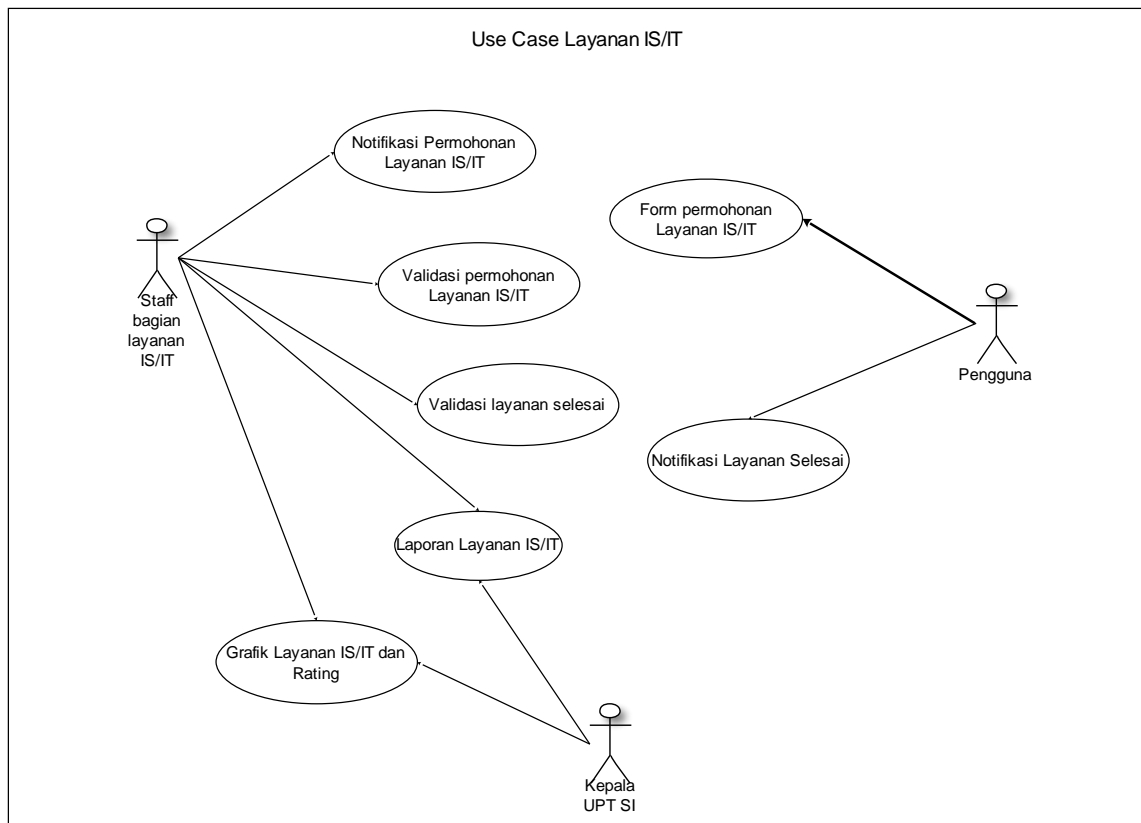 Use Case Layanan IS/IT
Notifikasi Permohonan
Layanan IS/IT
Form permohonan
Layanan IS/IT
Validasi permohonan
Layanan IS/IT
Staff
bagian
layanan
IS/IT
Pengguna
Validasi layanan selesai
Notifikasi Layanan Selesai
Laporan Layanan IS/IT
Grafik Layanan IS/IT dan
Rating
Kepala
UPT SI